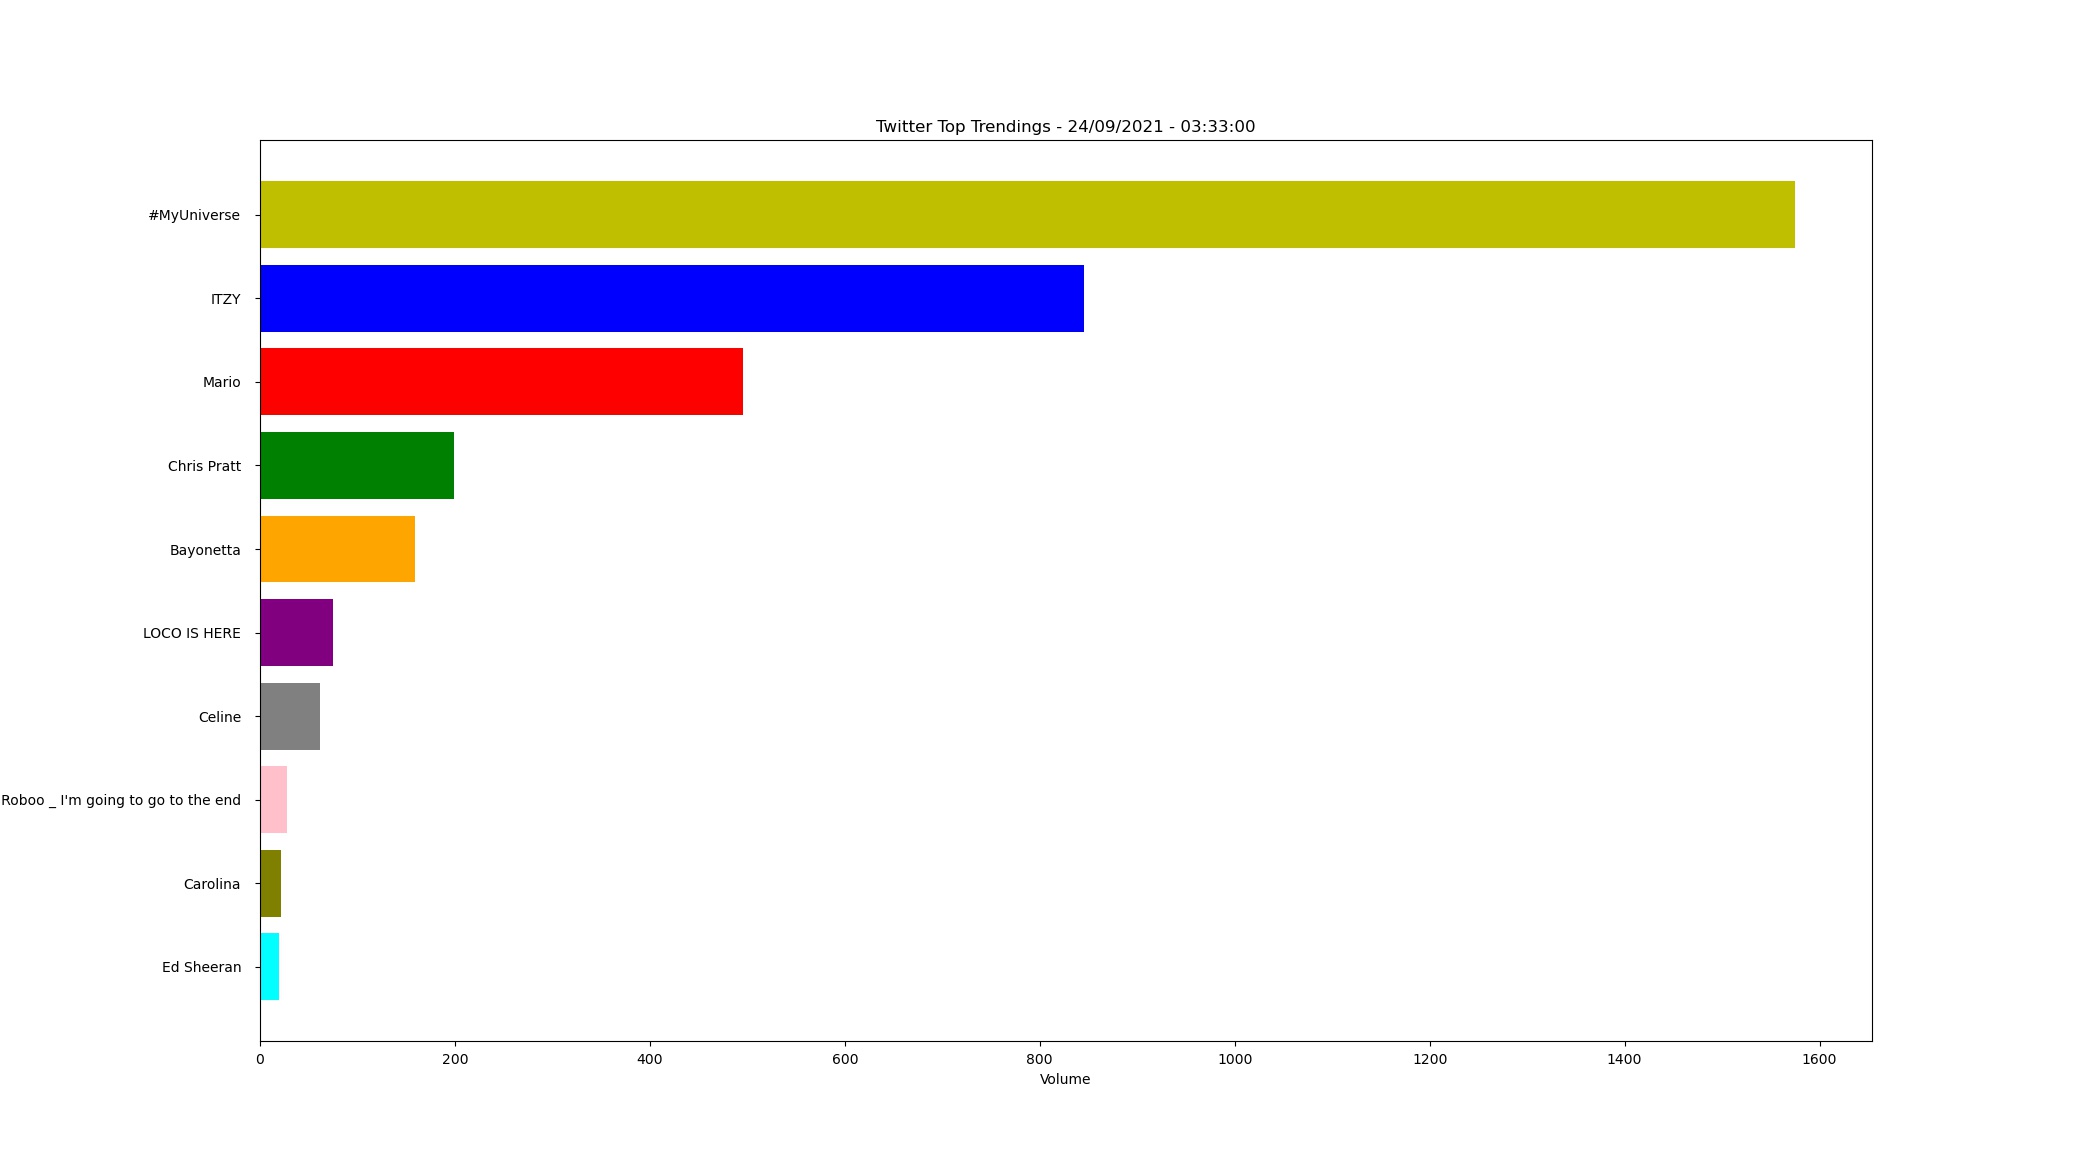 Twitter Top Trendings - 24/09/2021 - 03:33:00
#MyUniverse
ITZY
Mario
Chris Pratt
Bayonetta
LOCO IS HERE
Celine
Roboo _ I'm going to go to the end
Carolina
Ed Sheeran
0 200 400 600 800 1000 1200 1400 1600
Volume